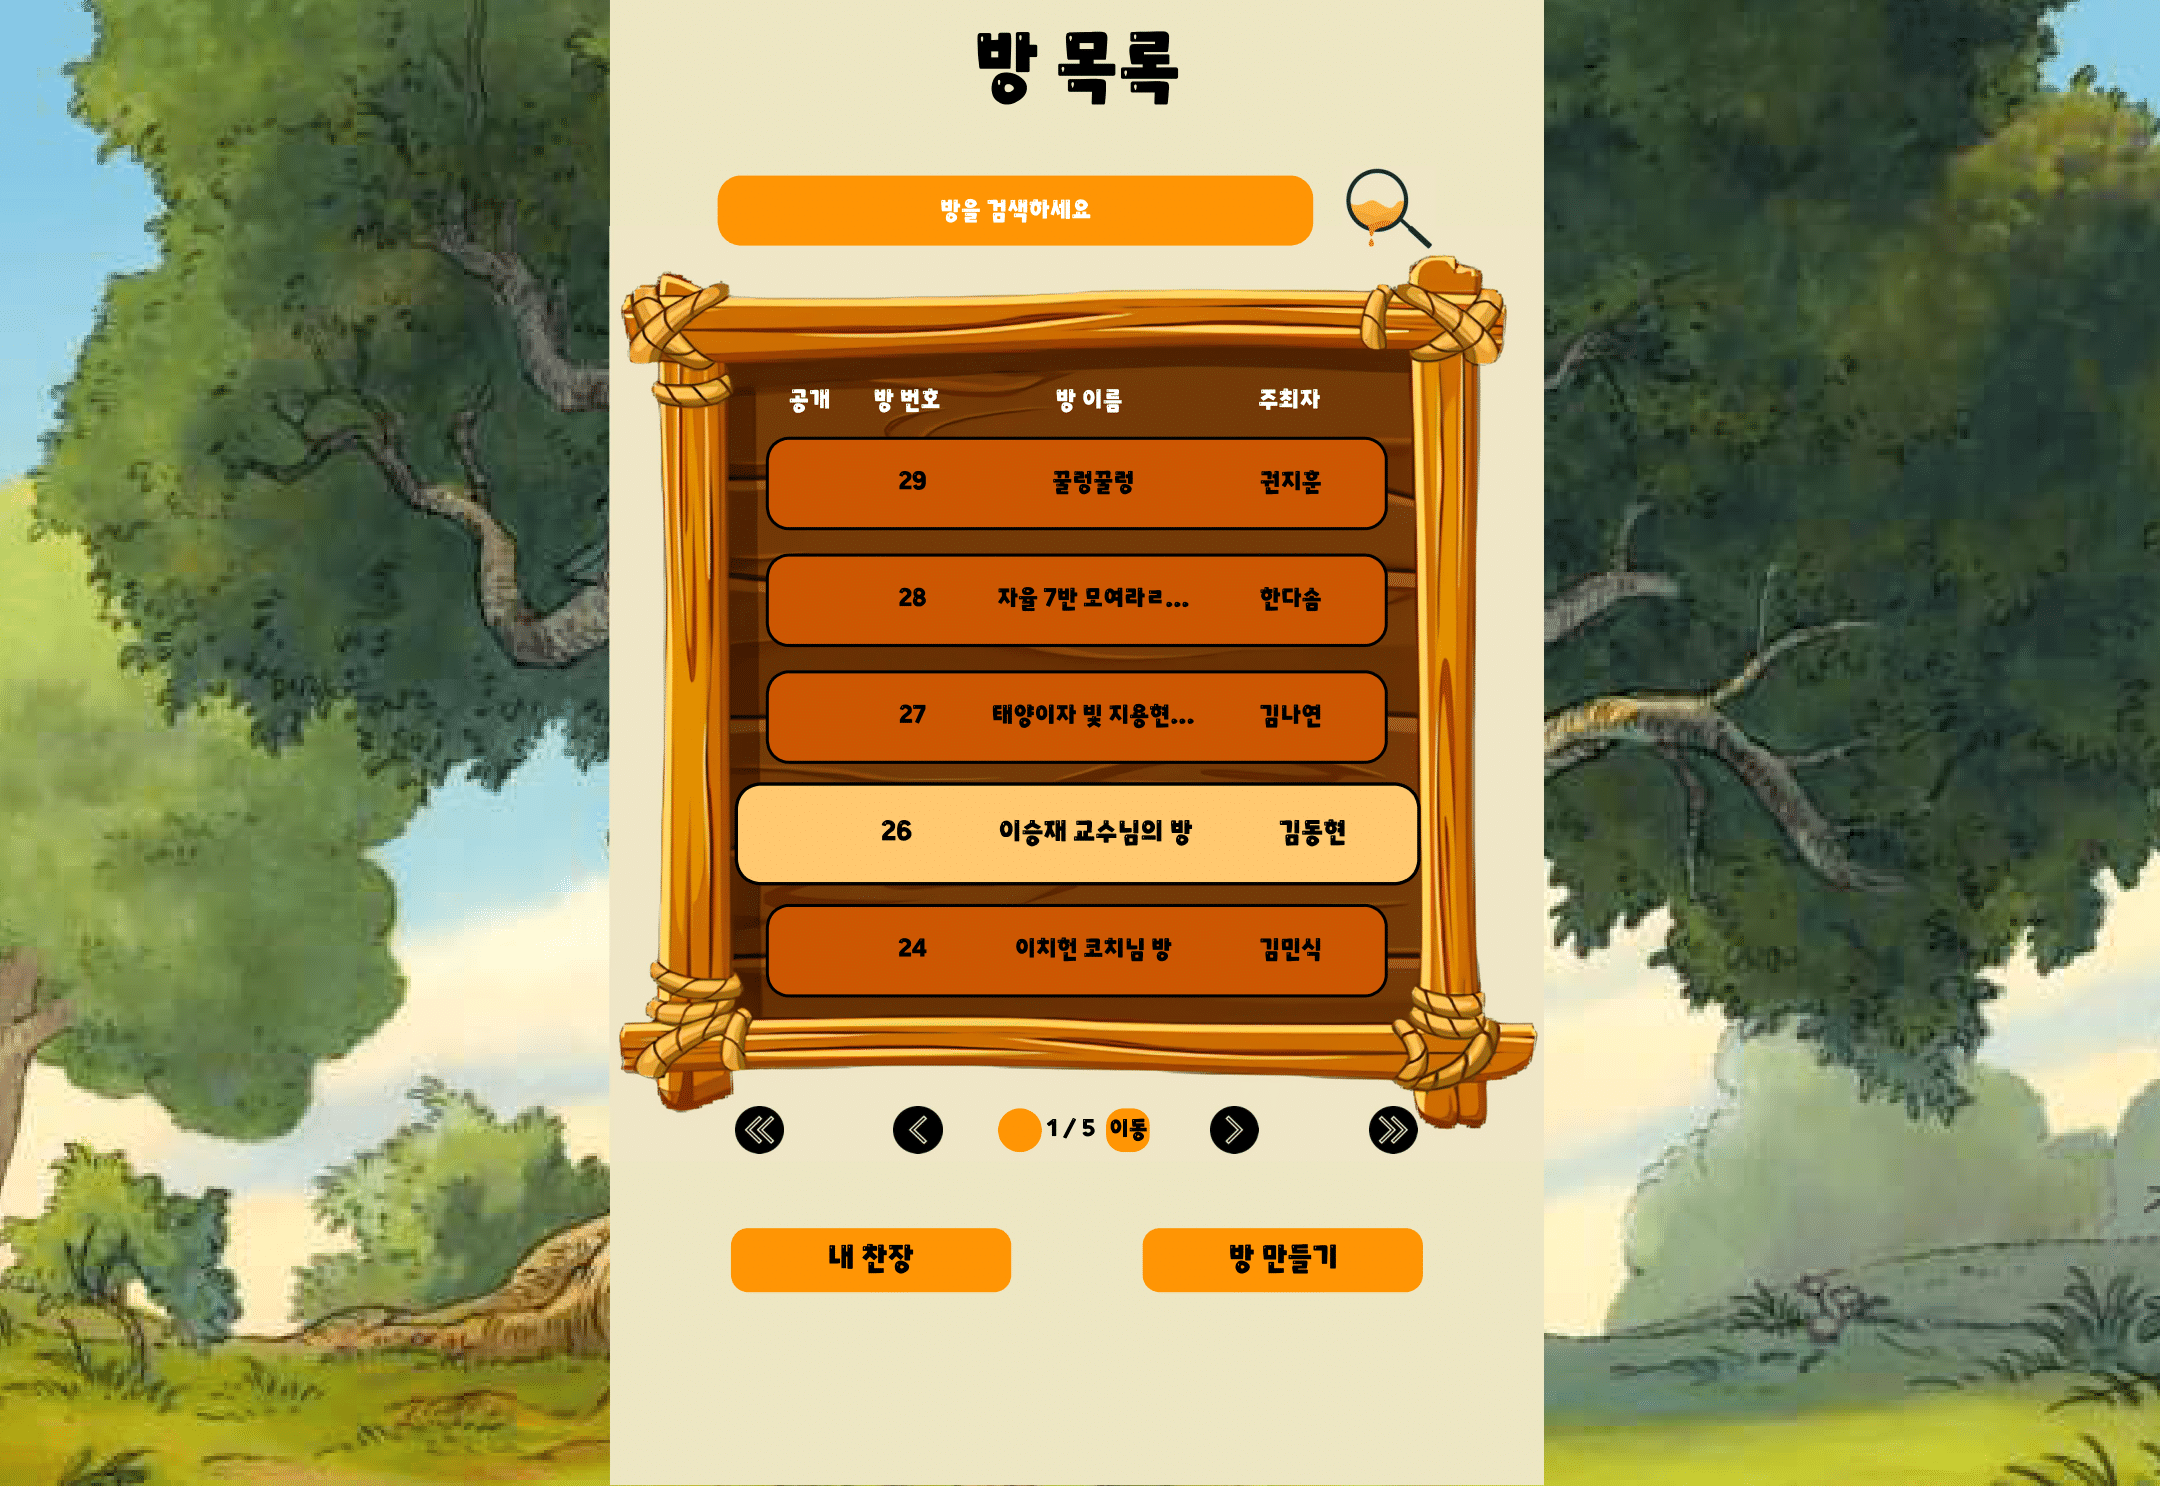 방 목록
방을 검색하세요
공개 방 번호 방 이름 주최자
29 꿀렁꿀렁 권지훈
28 자율 7반 모여라ㄹ... 한다솜
27 태양이자 빛 지용현... 김나연
26 이승재 교수님의 방 김동현
24 이치헌 코치님 방 김민식
1 / 5 이동
내 찬장 방 만들기